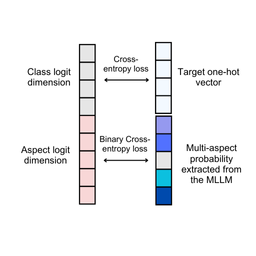 Class logit
dimension
Cross-
entropy loss
Target one-hot
vector
Aspect logit
dimension
Binary Cross-
entropy loss
Multi-aspect
probability
extracted from
the MLLM